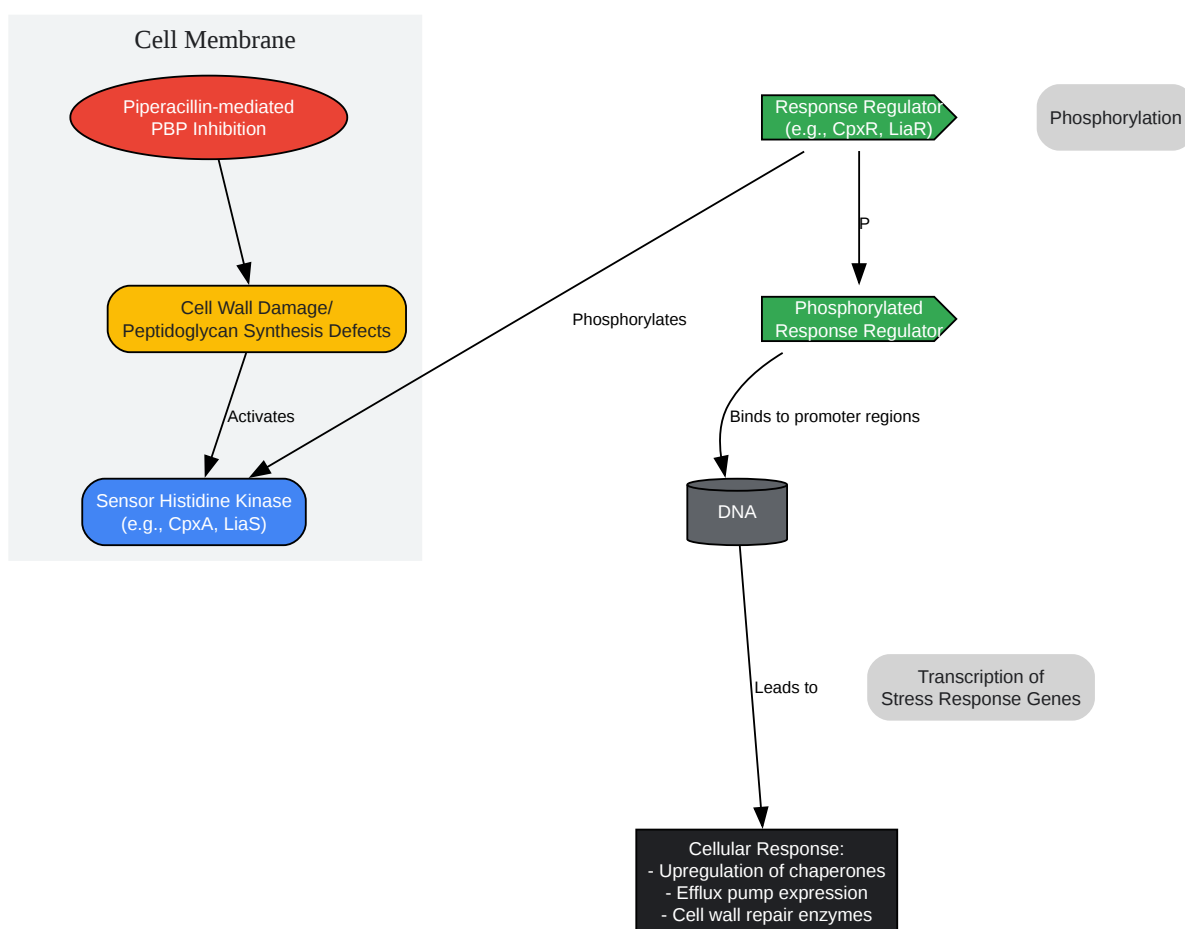 Cell Membrane
Piperacillin-mediated
PBP Inhibition
Response Regulator
(e.g., CpxR, LiaR)
Phosphorylation
P
Cell Wall Damage/
Peptidoglycan Synthesis Defects
Phosphorylates
Phosphorylated
Response Regulator
Activates
Binds to promoter regions
Sensor Histidine Kinase
(e.g., CpxA, LiaS)
DNA
Leads to
Transcription of
Stress Response Genes
Cellular Response:
- Upregulation of chaperones
- Efflux pump expression
- Cell wall repair enzymes